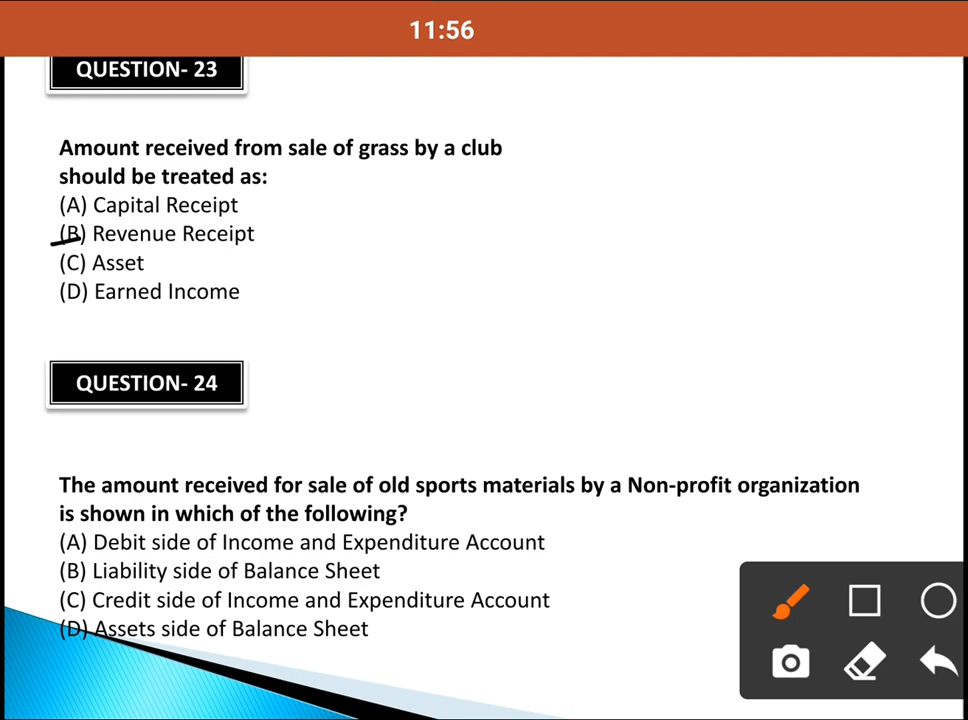 11:56
QUESTION- 23
Amount received from sale of grass by a club
should be treated as:
(A) Capital Receipt
(B) Revenue Receipt
(C) Asset
(D) Earned Income
QUESTION- 24
The amount received for sale of old sports materials by a Non-profit organization
is shown in which of the following?
(A) Debit side of Income and Expenditure Account
(B) Liability side of Balance Sheet
(C) Credit side of Income and Expenditure Account
(D) Assets side of Balance Sheet